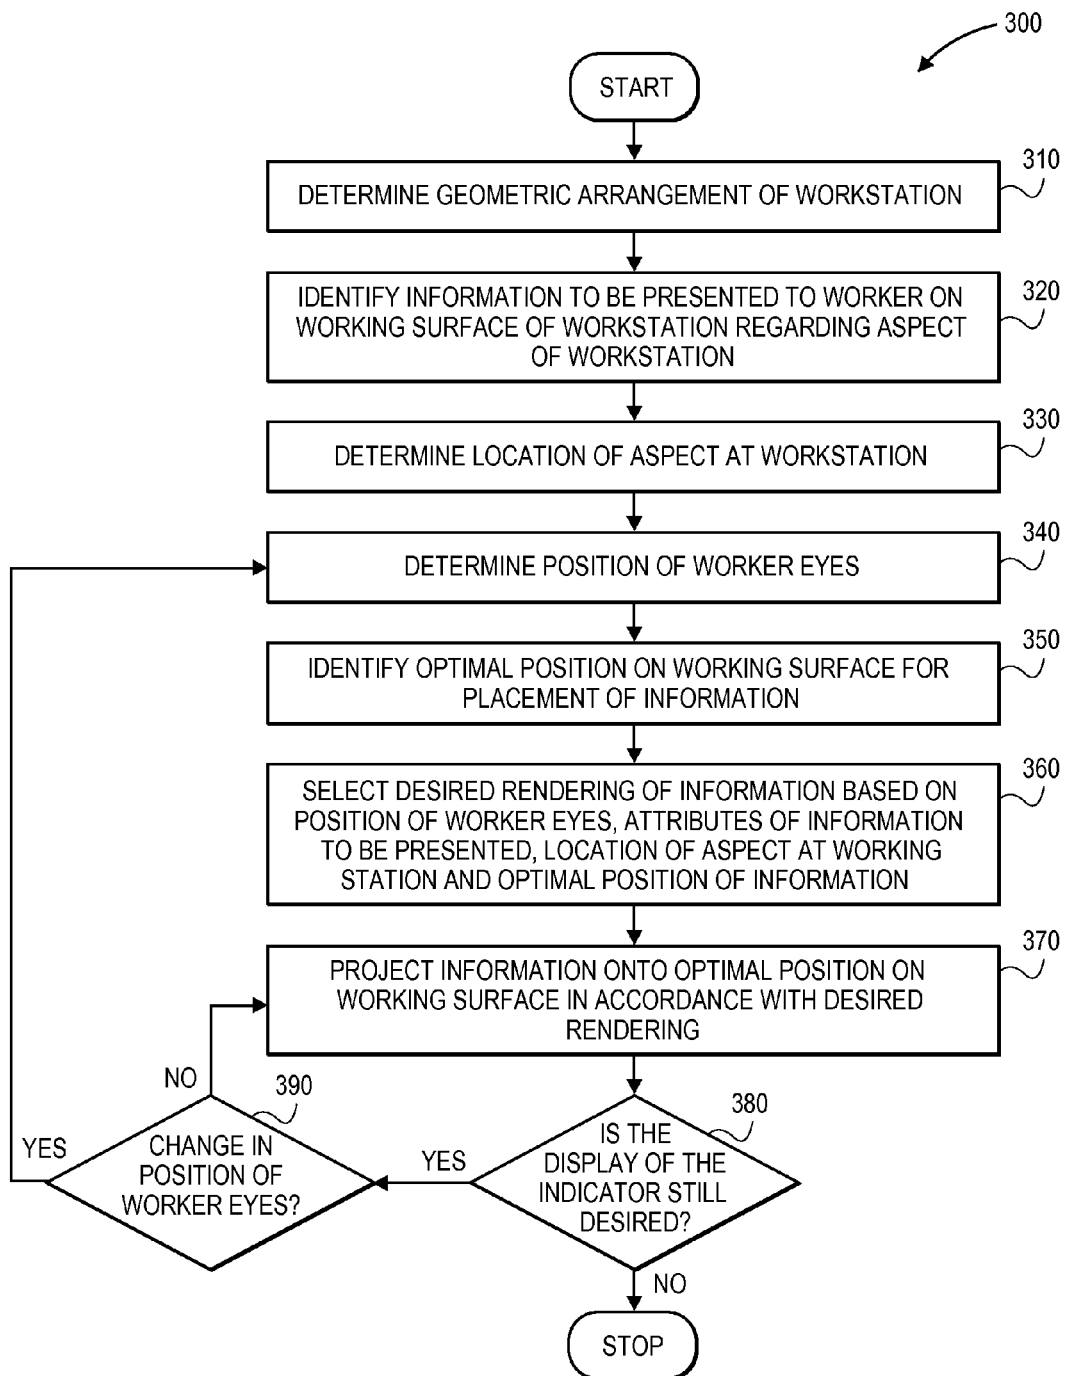 300
START
310
DETERMINE GEOMETRIC ARRANGEMENT OF WORKSTATION
320
IDENTIFY INFORMATION TO BE PRESENTED TO WORKER ON
WORKING SURFACE OF WORKSTATION REGARDING ASPECT
OF WORKSTATION
330
DETERMINE LOCATION OF ASPECT AT WORKSTATION
340
DETERMINE POSITION OF WORKER EYES
350
IDENTIFY OPTIMAL POSITION ON WORKING SURFACE FOR
PLACEMENT OF INFORMATION
360
SELECT DESIRED RENDERING OF INFORMATION BASED ON
POSITION OF WORKER EYES, ATTRIBUTES OF INFORMATION
TO BE PRESENTED, LOCATION OF ASPECT AT WORKING
STATION AND OPTIMAL POSITION OF INFORMATION
370
PROJECT INFORMATION ONTO OPTIMAL POSITION ON
WORKING SURFACE IN ACCORDANCE WITH DESIRED
RENDERING
380
IS THE
DISPLAY OF THE
INDICATOR STILL
DESIRED?
YES
NO
390
CHANGE IN
POSITION OF
WORKER EYES?
NO
YES
STOP